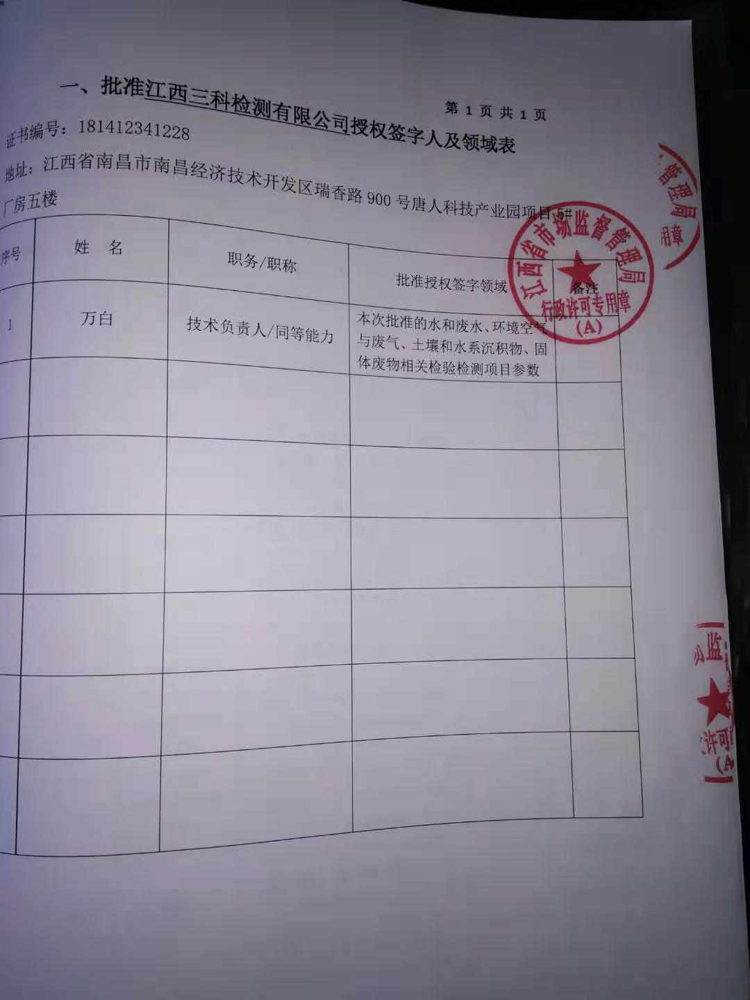 第 1 页 共 1 页
一、批准江西三科检测有限公司授权签字人及领域表
证书编号：181412341228
地址：江西省南昌市南昌经济技术开发区瑞香路 900 号唐人科技产业园项目 5#
厂房五楼
序号 姓 名 职务/职称 批准授权签字领域 备注
1 万白 技术负责人/同等能力 本次批准的水和废水、环境空气
与废气、土壤和水系沉积物、固
体废物相关检验检测项目参数
江西省市场监督管理局
行政许可专用章
(A)
管理局
用章
监
许可
(A